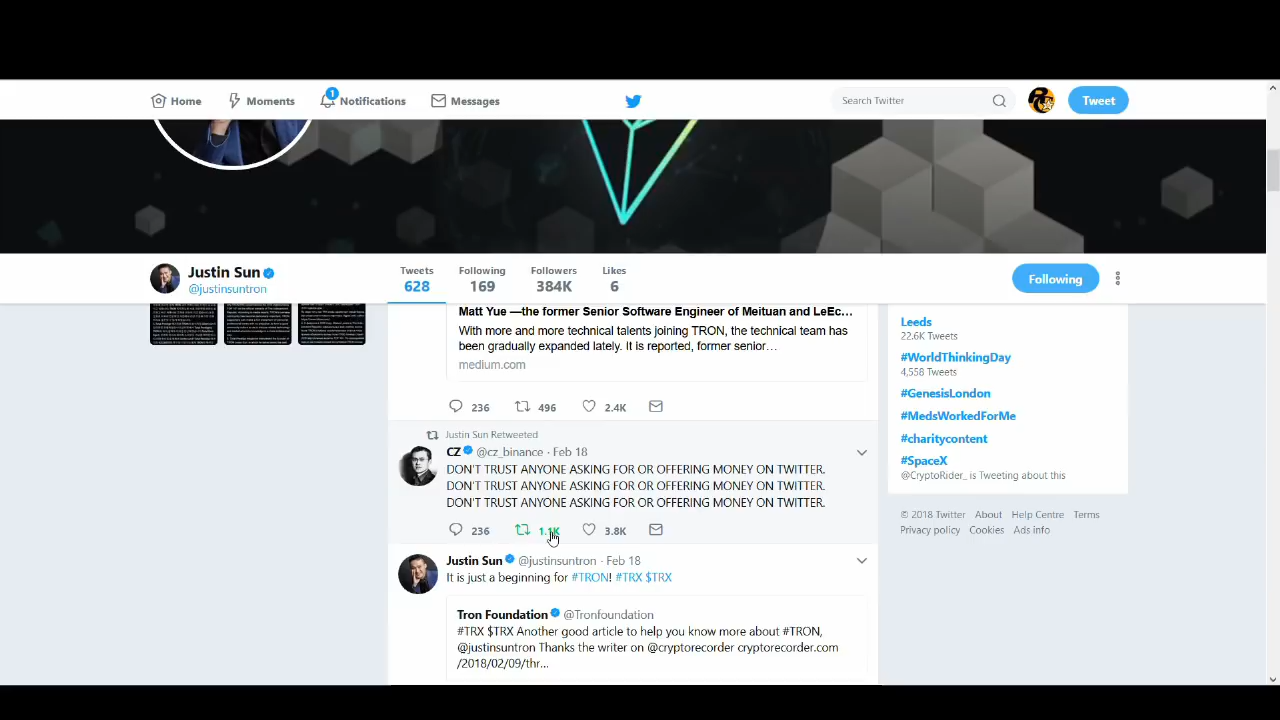 Home
Moments
1
Notifications
Messages
Search Twitter
Tweet
Justin Sun
@justinsuntron
Tweets
628
Following
169
Followers
384K
Likes
6
Following
Matt Yue —the former Senior Software Engineer of Meituan and LeEc…
With more and more technical talents joining TRON, the technical team has
been gradually expanded lately. It is reported, former senior…
medium.com
236 496 2.4K
Justin Sun Retweeted
CZ @cz_binance · Feb 18
DON'T TRUST ANYONE ASKING FOR OR OFFERING MONEY ON TWITTER.
DON'T TRUST ANYONE ASKING FOR OR OFFERING MONEY ON TWITTER.
DON'T TRUST ANYONE ASKING FOR OR OFFERING MONEY ON TWITTER.
236 1.1K 3.8K
Justin Sun @justinsuntron · Feb 18
It is just a beginning for #TRON! #TRX $TRX
Tron Foundation @Tronfoundation
#TRX $TRX Another good article to help you know more about #TRON,
@justinsuntron Thanks the writer on @cryptorecorder cryptorecorder.com
/2018/02/09/thr...
Leeds
22.6K Tweets
#WorldThinkingDay
4,558 Tweets
#GenesisLondon
#MedsWorkedForMe
#charitycontent
#SpaceX
@CryptoRider_ is Tweeting about this
© 2018 Twitter About Help Centre Terms
Privacy policy Cookies Ads info